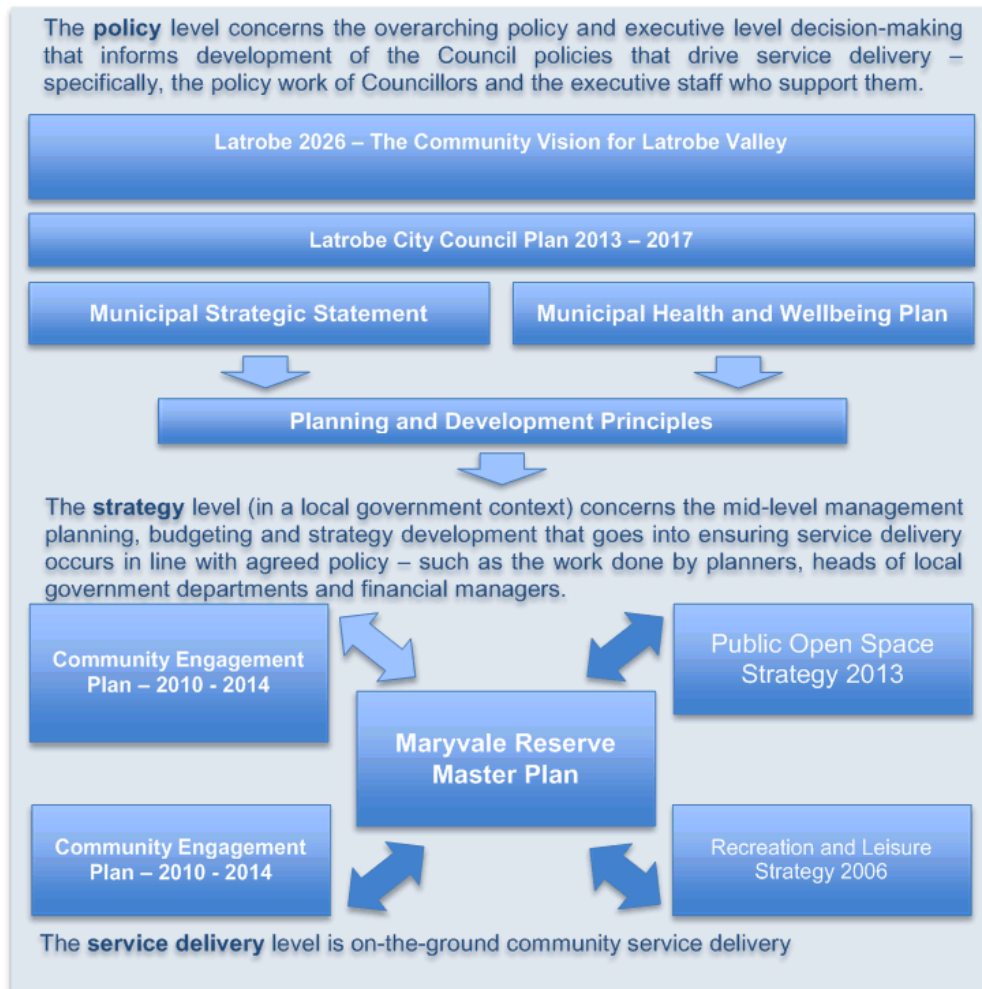 The policy level concerns the overarching policy and executive level decision-making
that informs development of the Council policies that drive service delivery –
specifically, the policy work of Councillors and the executive staff who support them.
Latrobe 2026 – The Community Vision for Latrobe Valley
Latrobe City Council Plan 2013 – 2017
Municipal Strategic Statement
Municipal Health and Wellbeing Plan
Planning and Development Principles
The strategy level (in a local government context) concerns the mid-level management
planning, budgeting and strategy development that goes into ensuring service delivery
occurs in line with agreed policy – such as the work done by planners, heads of local
government departments and financial managers.
Community Engagement
Plan – 2010 - 2014
Public Open Space
Strategy 2013
Maryvale Reserve
Master Plan
Community Engagement
Plan – 2010 - 2014
Recreation and Leisure
Strategy 2006
The service delivery level is on-the-ground community service delivery